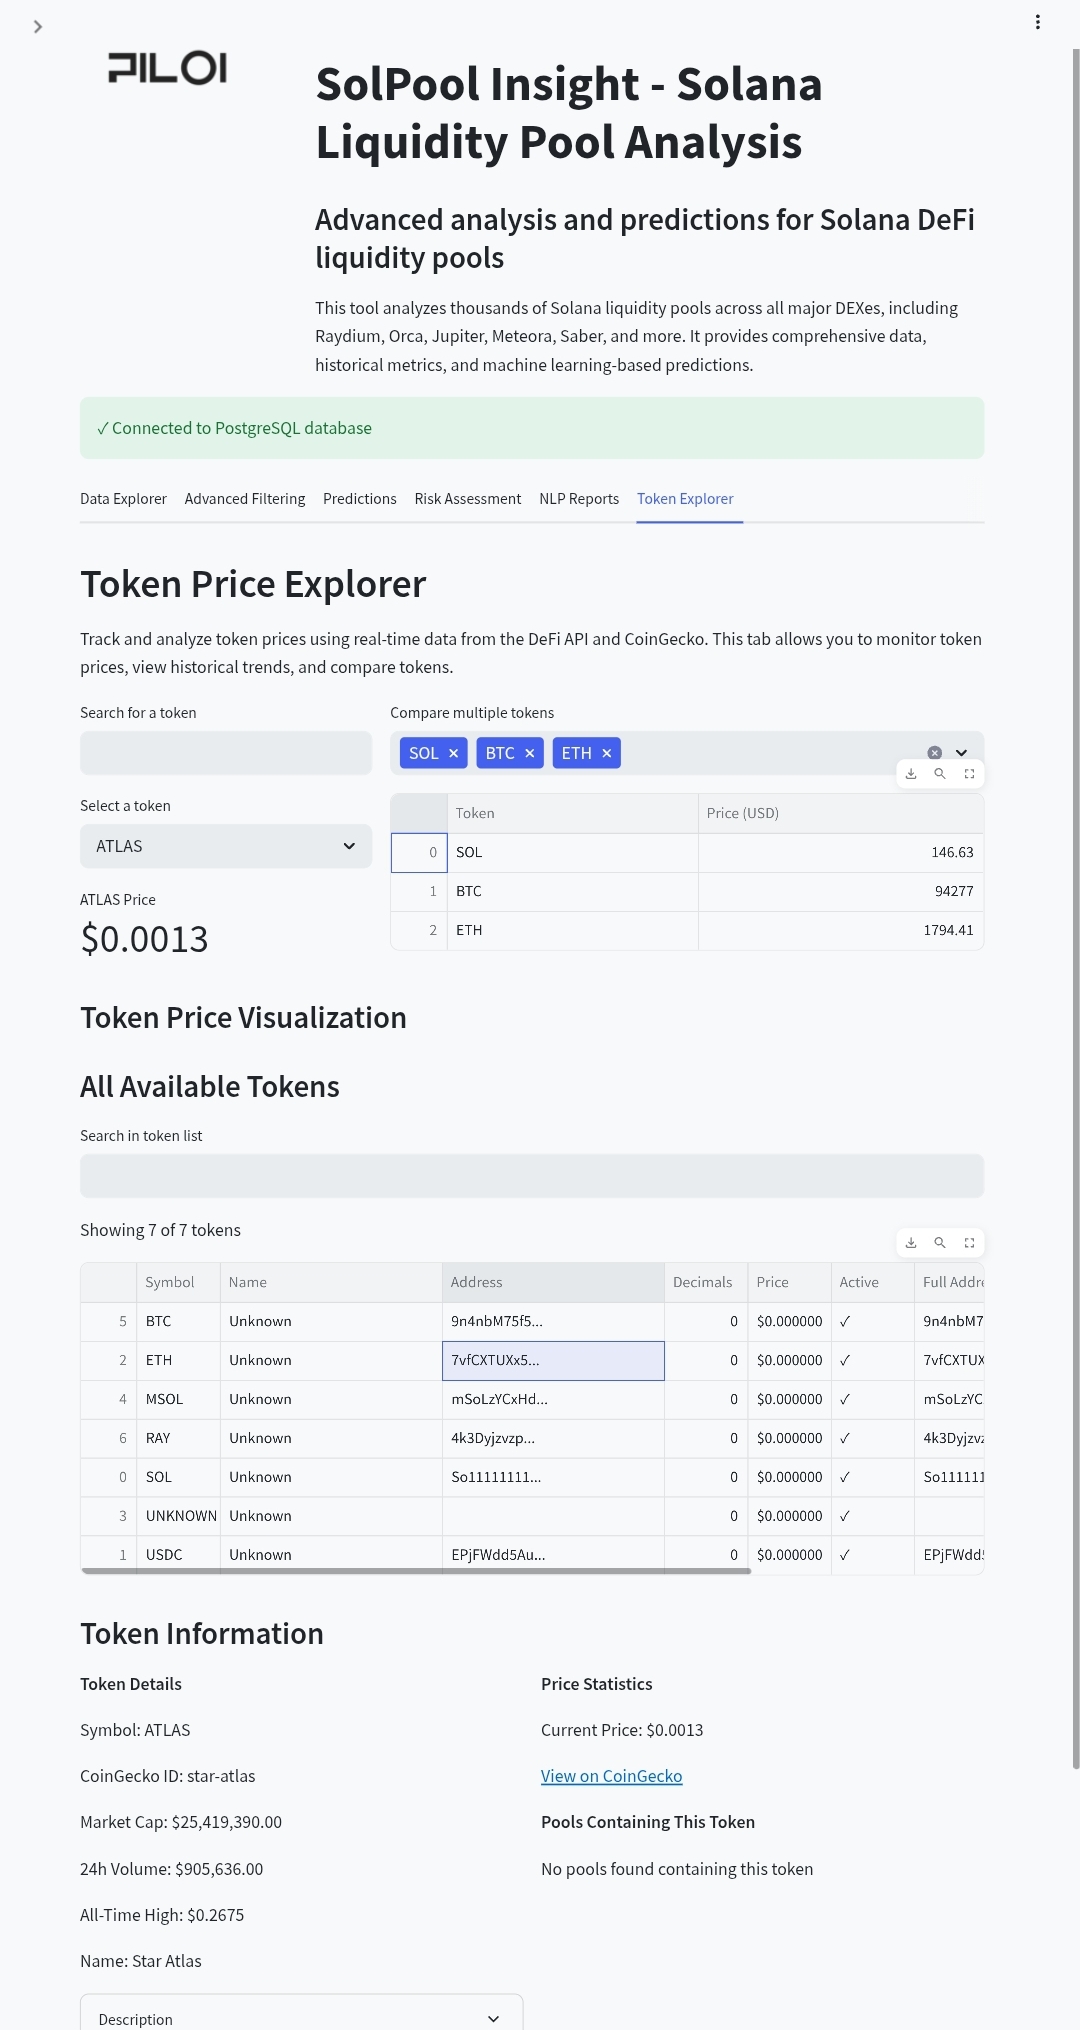 PILOI
SolPool Insight - Solana
Liquidity Pool Analysis
Advanced analysis and predictions for Solana DeFi
liquidity pools
This tool analyzes thousands of Solana liquidity pools across all major DEXes, including
Raydium, Orca, Jupiter, Meteora, Saber, and more. It provides comprehensive data,
historical metrics, and machine learning-based predictions.
✓ Connected to PostgreSQL database
Data Explorer Advanced Filtering Predictions Risk Assessment NLP Reports Token Explorer
Token Price Explorer
Track and analyze token prices using real-time data from the DeFi API and CoinGecko. This tab allows you to monitor token
prices, view historical trends, and compare tokens.
Search for a token
Compare multiple tokens
SOL × BTC × ETH ×
Select a token
ATLAS
ATLAS Price
$0.0013
Token Price (USD)
0 SOL 146.63
1 BTC 94277
2 ETH 1794.41
Token Price Visualization
All Available Tokens
Search in token list
Showing 7 of 7 tokens
Symbol Name Address Decimals Price Active Full Addre
5 BTC Unknown 9n4nbM75f5... 0 $0.000000 ✓ 9n4nbM7
2 ETH Unknown 7vfCXTUXx5... 0 $0.000000 ✓ 7vfCXTUX
4 MSOL Unknown mSoLzYCxHd... 0 $0.000000 ✓ mSoLzYC
6 RAY Unknown 4k3Dyjzvzp... 0 $0.000000 ✓ 4k3Dyjzvz
0 SOL Unknown So11111111... 0 $0.000000 ✓ So111111
3 UNKNOWN Unknown 0 $0.000000 ✓
1 USDC Unknown EPjFWdd5Au... 0 $0.000000 ✓ EPjFWdd5
Token Information
Token Details
Symbol: ATLAS
CoinGecko ID: star-atlas
Market Cap: $25,419,390.00
24h Volume: $905,636.00
All-Time High: $0.2675
Name: Star Atlas
Description
Price Statistics
Current Price: $0.0013
View on CoinGecko
Pools Containing This Token
No pools found containing this token